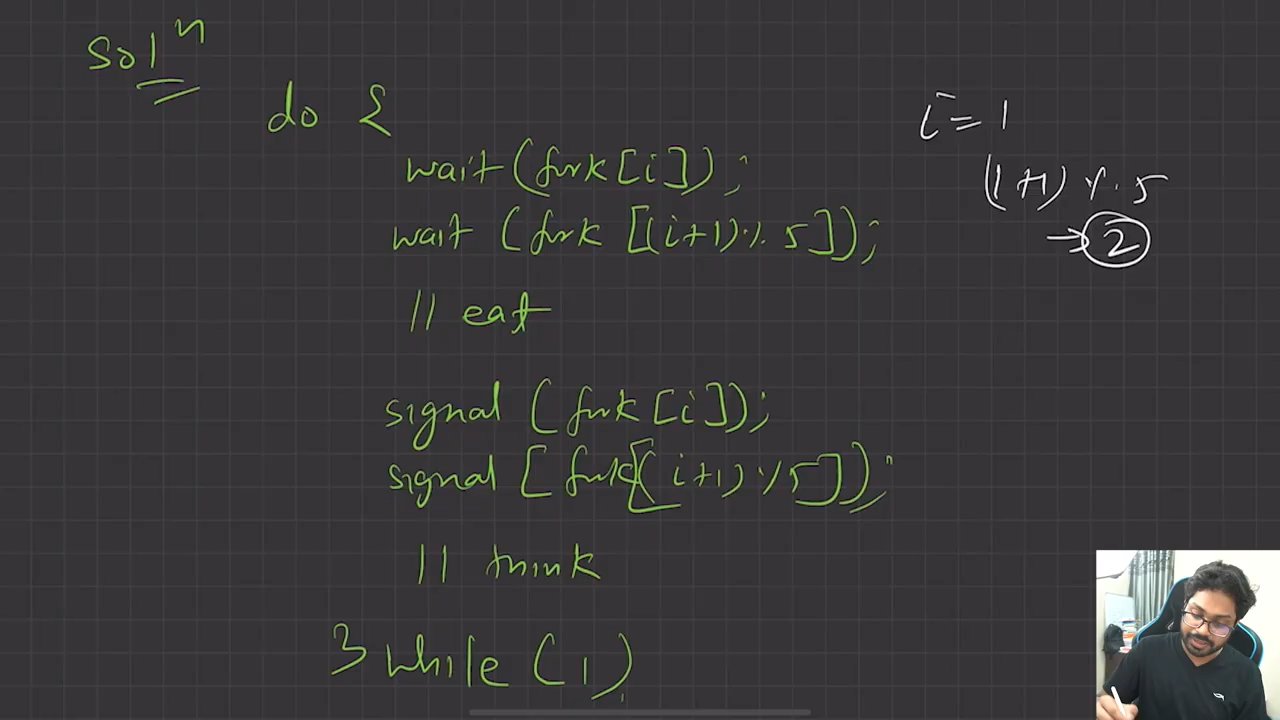 Solⁿ
do {
wait (fork [i]);
wait (fork [(i+1) % 5]);
// eat
signal (fork [i]);
signal [fork[(i+1) % 5]);
// think
} while (1)
i = 1
(1+1) % 5
→ 2